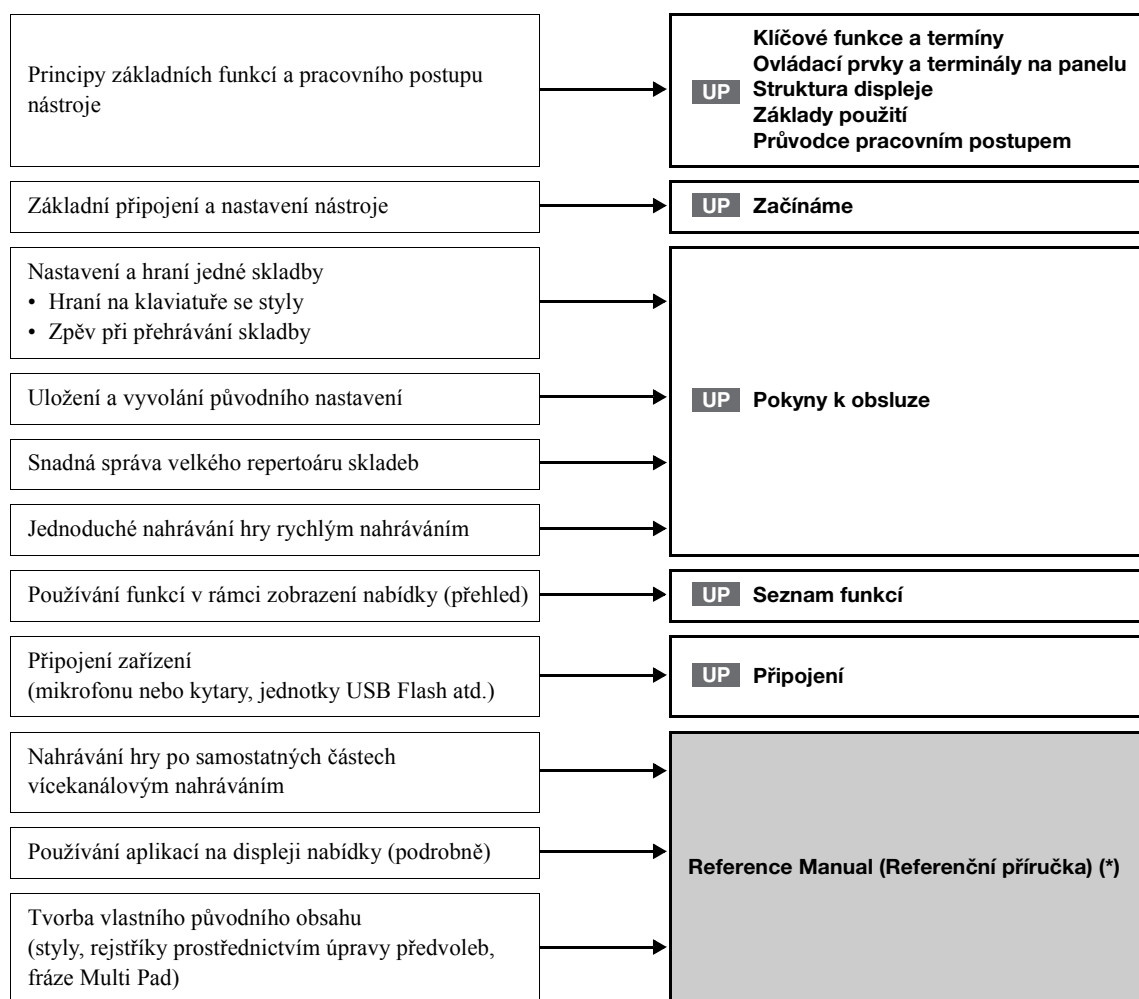 Principy základních funkcí a pracovního postupu
nástroje
Klíčové funkce a termíny
Ovládací prvky a terminály na panelu
UP Struktura displeje
Základy použití
Průvodce pracovním postupem
Základní připojení a nastavení nástroje
UP Začínáme
Nastavení a hraní jedné skladby
• Hraní na klaviatuře se styly
• Zpěv při přehrávání skladby
Uložení a vyvolání původního nastavení
Snadná správa velkého repertoáru skladeb
Jednoduché nahrávání hry rychlým nahráváním
UP Pokyny k obsluze
Používání funkcí v rámci zobrazení nabídky (přehled)
UP Seznam funkcí
Připojení zařízení
(mikrofonu nebo kytary, jednotky USB Flash atd.)
UP Připojení
Nahrávání hry po samostatných částech
vícekanálovým nahráváním
Používání aplikací na displeji nabídky (podrobně)
Tvorba vlastního původního obsahu
(styly, rejstříky prostřednictvím úpravy předvoleb,
fráze Multi Pad)
Reference Manual (Referenční příručka) (*)